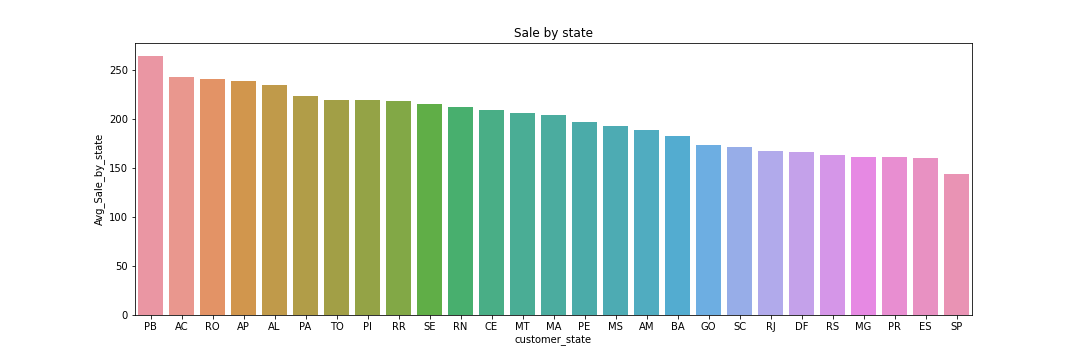 Sale by state
Avg_Sale_by_state
250
200
150
100
50
0
PB AC RO AP AL PA TO PI RR SE RN CE MT MA PE MS AM BA GO SC RJ DF RS MG PR ES SP
customer_state